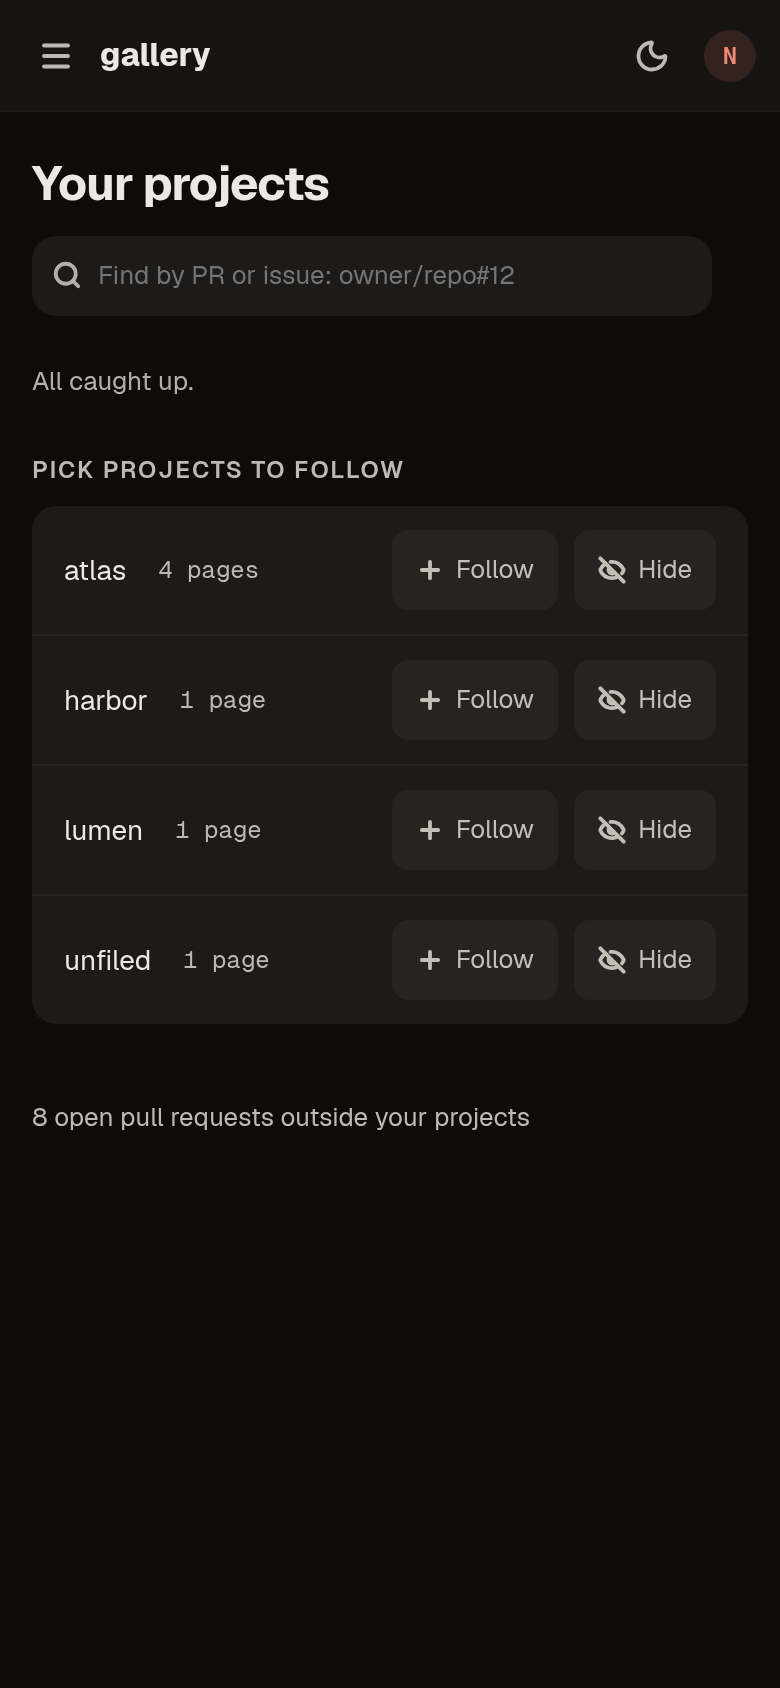 gallery
N
Your projects
Find by PR or issue: owner/repo#12
All caught up.
PICK PROJECTS TO FOLLOW
atlas 4 pages Follow Hide
harbor 1 page Follow Hide
lumen 1 page Follow Hide
unfiled 1 page Follow Hide
8 open pull requests outside your projects